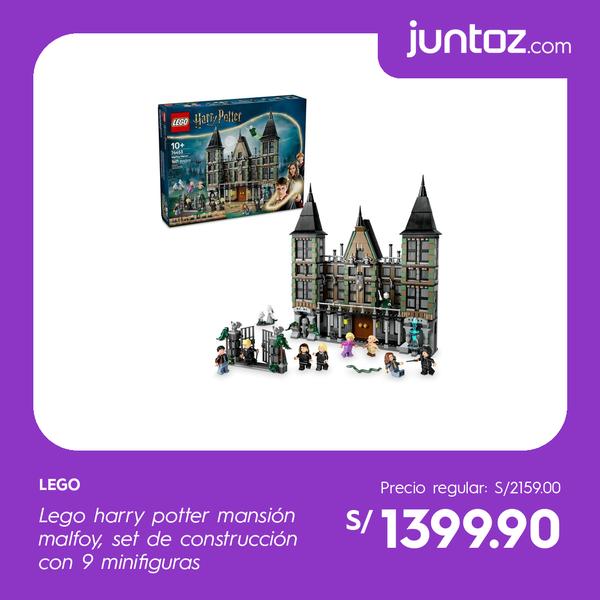 juntoz.com
LEGO
Harry Potter
10+
76453
LEGO
Lego harry potter mansión
malfoy, set de construcción
con 9 minifiguras
Precio regular: S/2159.00
S/1399.90